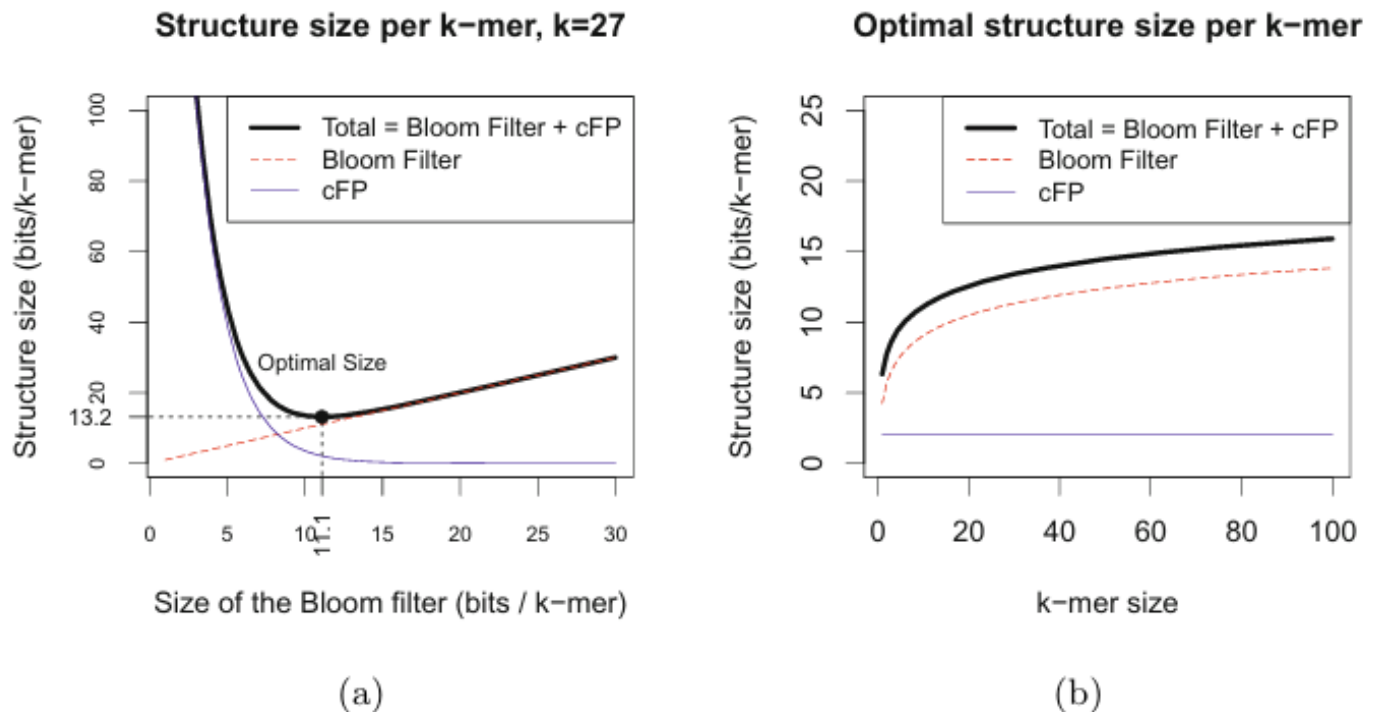 Structure size per k−mer, k=27
Structure size (bits/k−mer)
100
80
60
40
20
13.2
0
Total = Bloom Filter + cFP
Bloom Filter
cFP
Optimal Size
0 5 10 15 20 25 30
11.1
Size of the Bloom filter (bits / k−mer)
(a)
Optimal structure size per k−mer
Structure size (bits/k−mer)
25
20
15
10
5
0
Total = Bloom Filter + cFP
Bloom Filter
cFP
0 20 40 60 80 100
k−mer size
(b)